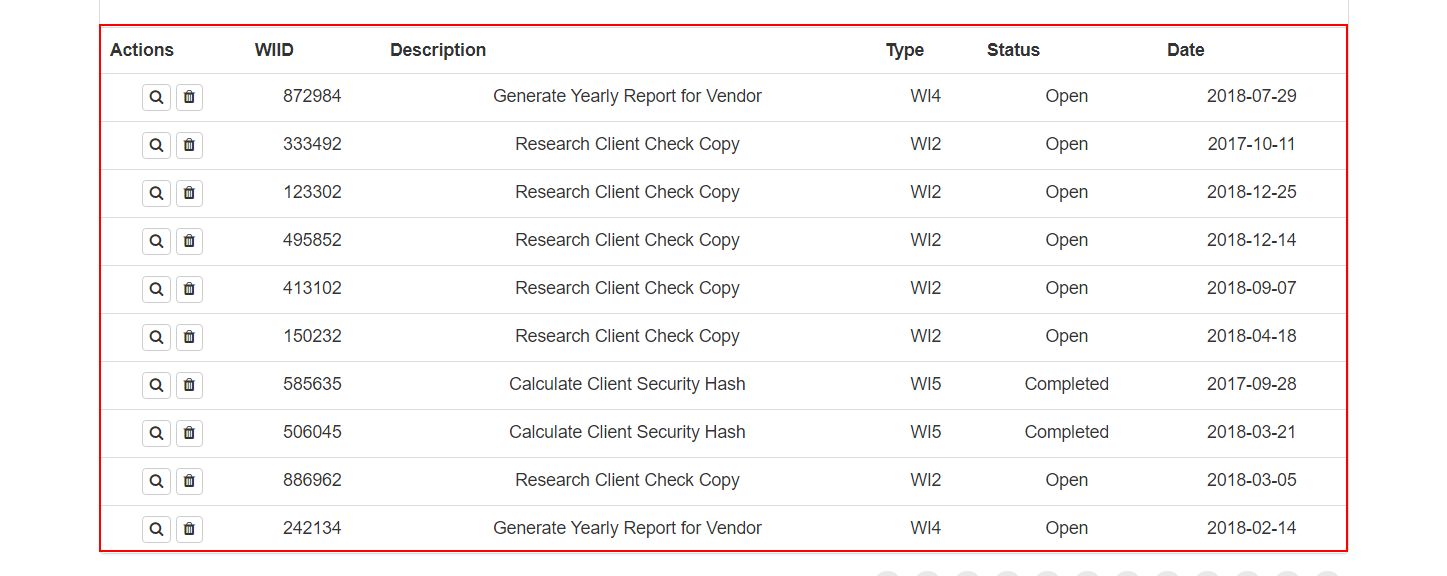 Actions WIID Description Type Status Date
872984 Generate Yearly Report for Vendor WI4 Open 2018-07-29
333492 Research Client Check Copy WI2 Open 2017-10-11
123302 Research Client Check Copy WI2 Open 2018-12-25
495852 Research Client Check Copy WI2 Open 2018-12-14
413102 Research Client Check Copy WI2 Open 2018-09-07
150232 Research Client Check Copy WI2 Open 2018-04-18
585635 Calculate Client Security Hash WI5 Completed 2017-09-28
506045 Calculate Client Security Hash WI5 Completed 2018-03-21
886962 Research Client Check Copy WI2 Open 2018-03-05
242134 Generate Yearly Report for Vendor WI4 Open 2018-02-14